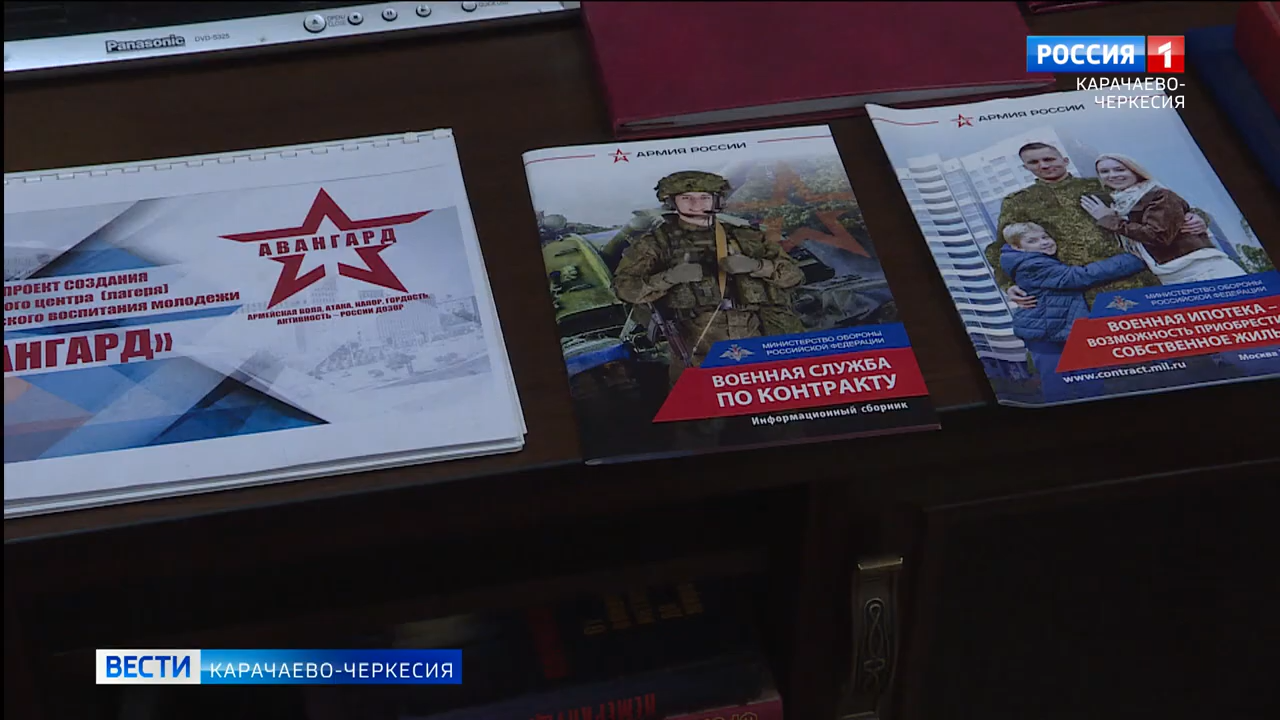 Panasonic
DVD-S325
OPEN/
CLOSE
РОССИЯ 1
КАРАЧАЕВО-
ЧЕРКЕСИЯ
АВАНГАРД
ПРОЕКТ СОЗДАНИЯ
ого центра (лагеря)
ского воспитания молодежи
АНГАРД»
АРМЕЙСКАЯ ВОЛЯ, АТАКА, НАПОР, ГОРДОСТЬ,
АКТИВНОСТЬ – РОССИИ ДОЗОР
АРМИЯ РОССИИ
МИНИСТЕРСТВО ОБОРОНЫ
РОССИЙСКОЙ ФЕДЕРАЦИИ
ВОЕННАЯ СЛУЖБА
ПО КОНТРАКТУ
Информационный сборник
АРМИЯ РОССИИ
МИНИСТЕРСТВО ОБОРОНЫ
РОССИЙСКОЙ ФЕДЕРАЦИИ
ВОЕННАЯ ИПОТЕКА –
ВОЗМОЖНОСТЬ ПРИОБРЕСТИ
СОБСТВЕННОЕ ЖИЛЬ
www.contract.mil.ru
Москва
ВЕСТИ КАРАЧАЕВО-ЧЕРКЕСИЯ